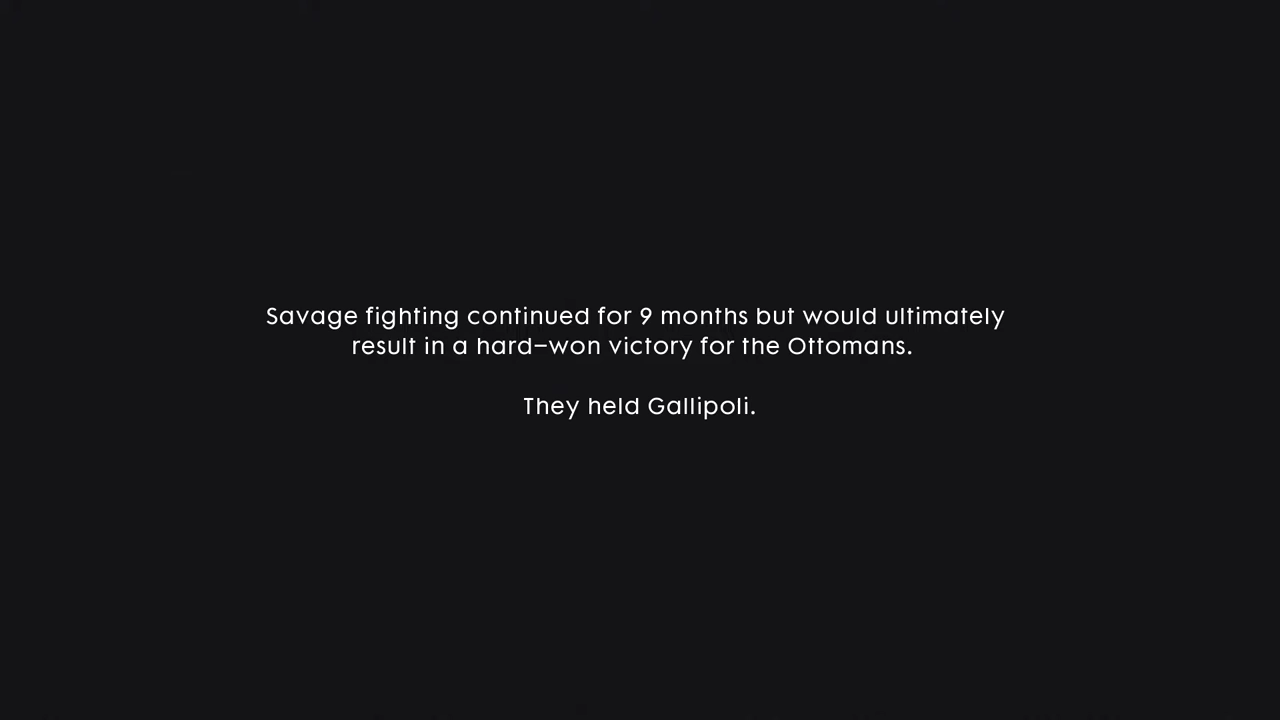 Savage fighting continued for 9 months but would ultimately
result in a hard-won victory for the Ottomans.
They held Gallipoli.